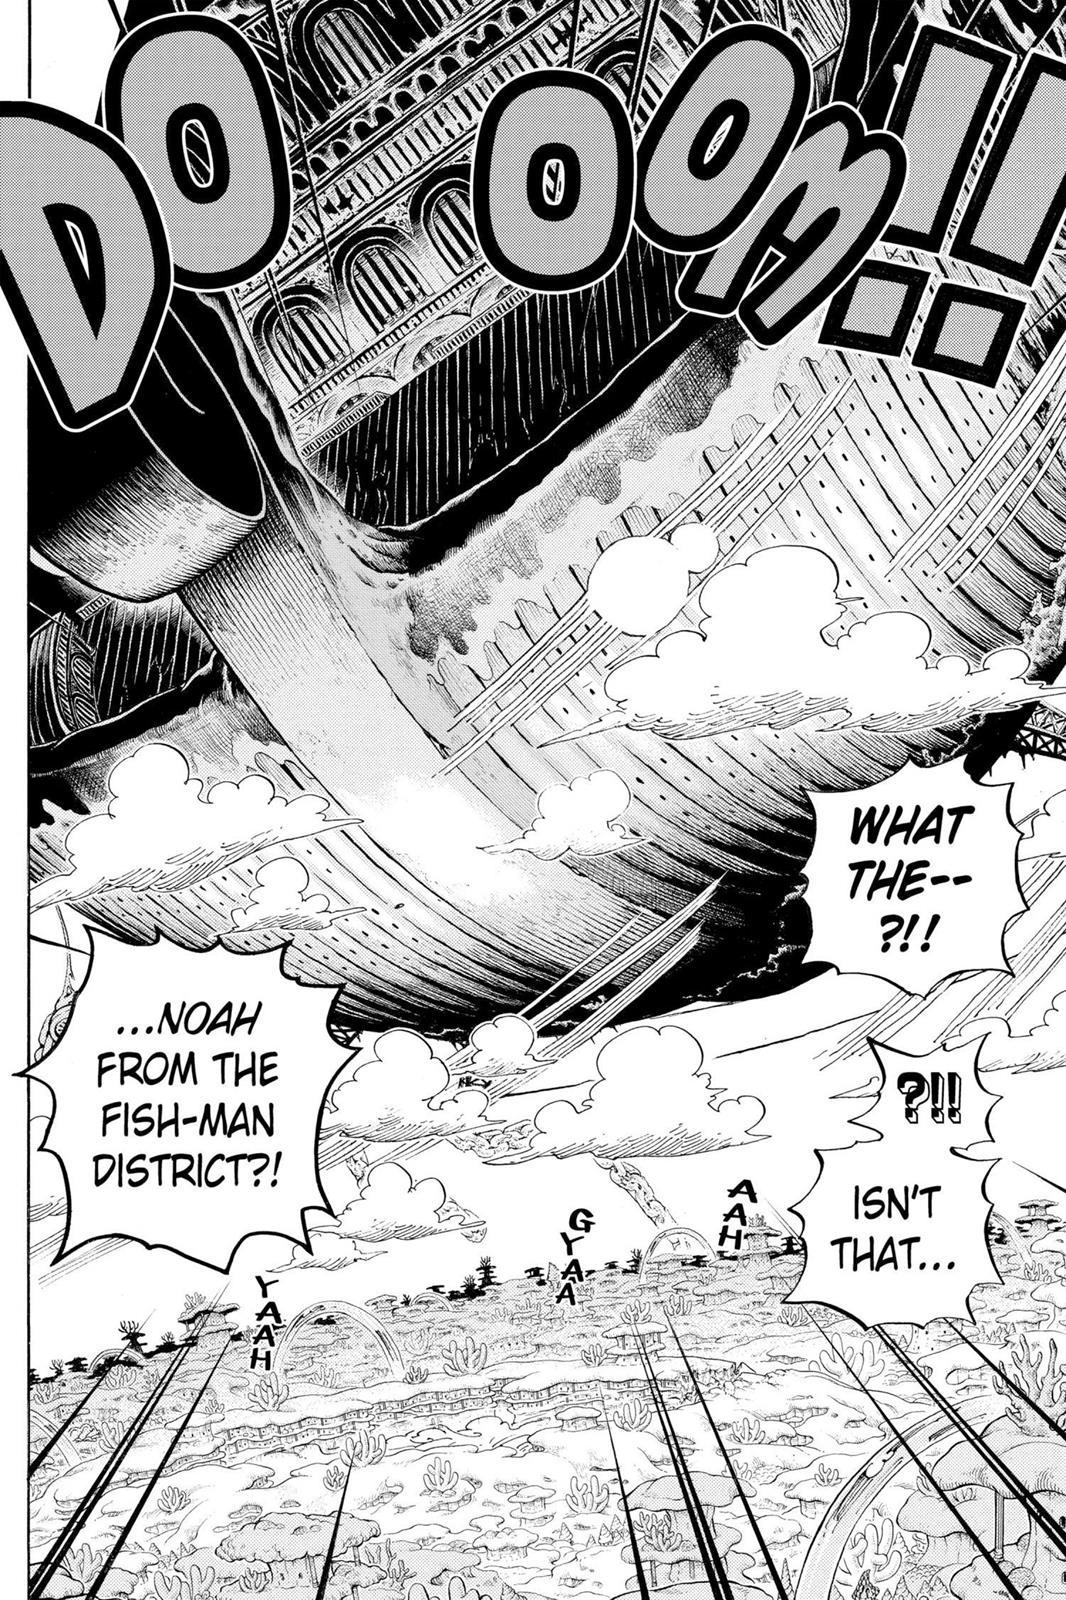 DOOOM!!
WHAT
THE--
?!!
?!!
ISN'T
THAT...
...NOAH
FROM THE
FISH-MAN
DISTRICT?!
AAH
GYAA
YAAH